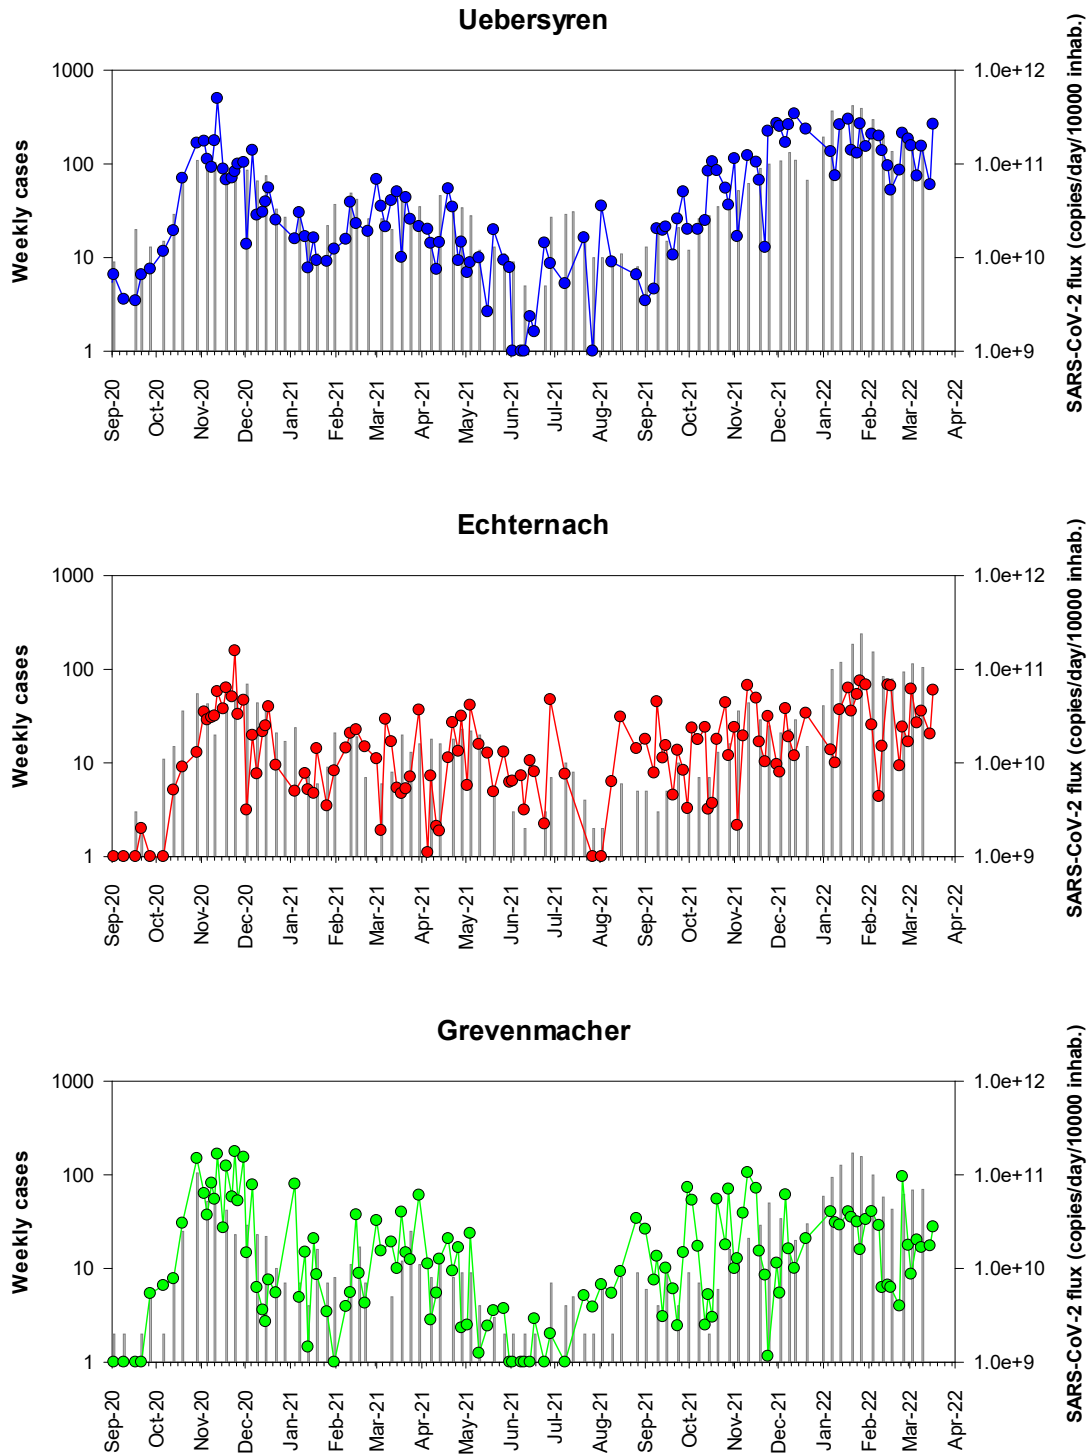 Uebersyren
Weekly cases
1000
100
10
1
1.0e+12
1.0e+11
1.0e+10
1.0e+9
SARS-CoV-2 flux (copies/day/10000 inhab.)
Sep-20
Oct-20
Nov-20
Dec-20
Jan-21
Feb-21
Mar-21
Apr-21
May-21
Jun-21
Jul-21
Aug-21
Sep-21
Oct-21
Nov-21
Dec-21
Jan-22
Feb-22
Mar-22
Apr-22
Echternach
Weekly cases
1000
100
10
1
1.0e+12
1.0e+11
1.0e+10
1.0e+9
SARS-CoV-2 flux (copies/day/10000 inhab.)
Sep-20
Oct-20
Nov-20
Dec-20
Jan-21
Feb-21
Mar-21
Apr-21
May-21
Jun-21
Jul-21
Aug-21
Sep-21
Oct-21
Nov-21
Dec-21
Jan-22
Feb-22
Mar-22
Apr-22
Grevenmacher
Weekly cases
1000
100
10
1
1.0e+12
1.0e+11
1.0e+10
1.0e+9
SARS-CoV-2 flux (copies/day/10000 inhab.)
Sep-20
Oct-20
Nov-20
Dec-20
Jan-21
Feb-21
Mar-21
Apr-21
May-21
Jun-21
Jul-21
Aug-21
Sep-21
Oct-21
Nov-21
Dec-21
Jan-22
Feb-22
Mar-22
Apr-22